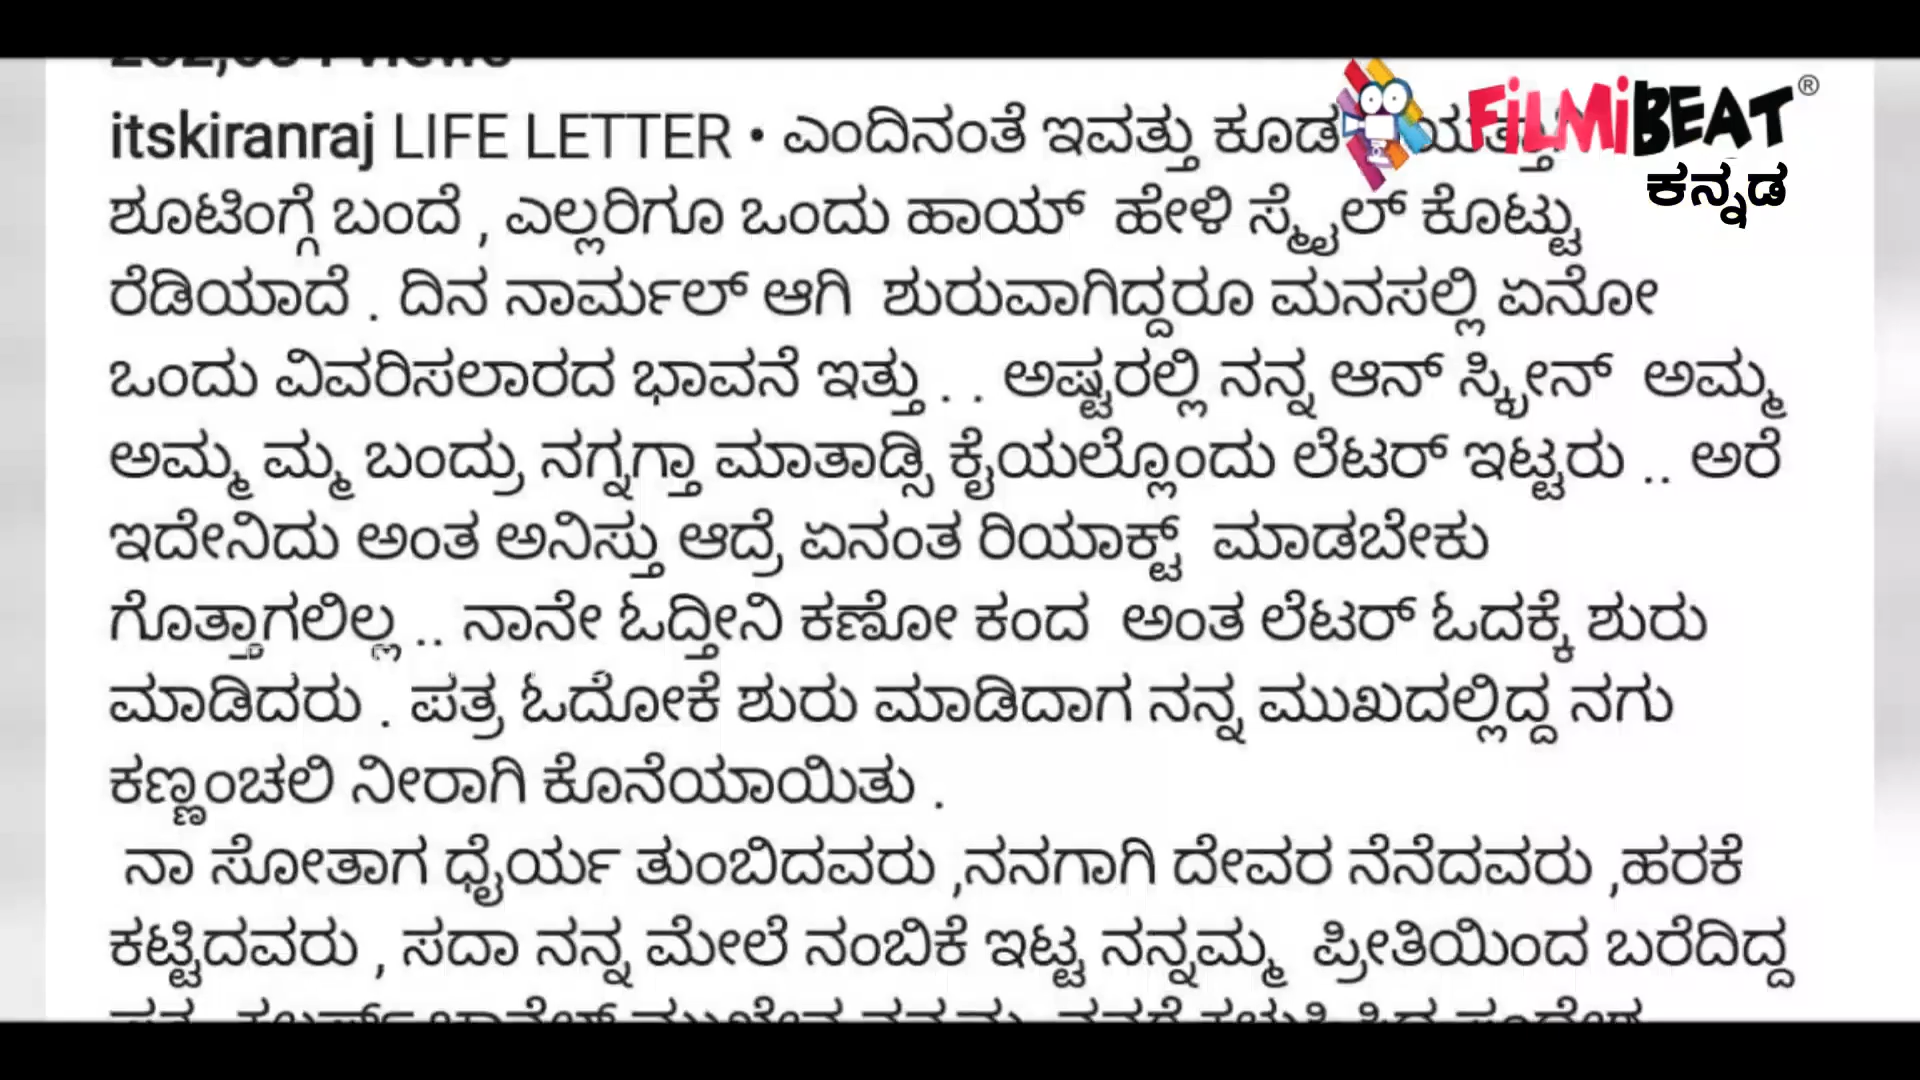 itskiranraj LIFE LETTER • ಎಂದಿನಂತೆ ಇವತ್ತು ಕೂಡ
FiLMiBEAT®
ಕನ್ನಡ
ಶೂಟಿಂಗ್ಗೆ ಬಂದೆ , ಎಲ್ಲರಿಗೂ ಒಂದು ಹಾಯ್ ಹೇಳಿ ಸ್ಮೈಲ್ ಕೊಟ್ಟು
ರೆಡಿಯಾದೆ . ದಿನ ನಾರ್ಮಲ್ ಆಗಿ ಶುರುವಾಗಿದ್ದರೂ ಮನಸಲ್ಲಿ ಏನೋ
ಒಂದು ವಿವರಿಸಲಾರದ ಭಾವನೆ ಇತ್ತು . . ಅಷ್ಟರಲ್ಲಿ ನನ್ನ ಆನ್ ಸ್ಕ್ರೀನ್ ಅಮ್ಮ
ಅಮ್ಮ ಮ್ಮ ಬಂದ್ರು ನಗ್ನಗ್ತಾ ಮಾತಾಡ್ಸಿ ಕೈಯಲ್ಲೊಂದು ಲೆಟರ್ ಇಟ್ಟರು .. ಅರೆ
ಇದೇನಿದು ಅಂತ ಅನಿಸ್ತು ಆದ್ರೆ ಏನಂತ ರಿಯಾಕ್ಟ್ ಮಾಡಬೇಕು
ಗೊತ್ತಾಗಲಿಲ್ಲ .. ನಾನೇ ಓದ್ತೀನಿ ಕಣೋ ಕಂದ ಅಂತ ಲೆಟರ್ ಓದಕ್ಕೆ ಶುರು
ಮಾಡಿದರು . ಪತ್ರ ಓದೋಕೆ ಶುರು ಮಾಡಿದಾಗ ನನ್ನ ಮುಖದಲ್ಲಿದ್ದ ನಗು
ಕಣ್ಣಂಚಲಿ ನೀರಾಗಿ ಕೊನೆಯಾಯಿತು .
ನಾ ಸೋತಾಗ ಧೈರ್ಯ ತುಂಬಿದವರು ,ನನಗಾಗಿ ದೇವರ ನೆನೆದವರು ,ಹರಕೆ
ಕಟ್ಟಿದವರು , ಸದಾ ನನ್ನ ಮೇಲೆ ನಂಬಿಕೆ ಇಟ್ಟ ನನ್ನಮ್ಮ ಪ್ರೀತಿಯಿಂದ ಬರೆದಿದ್ದ